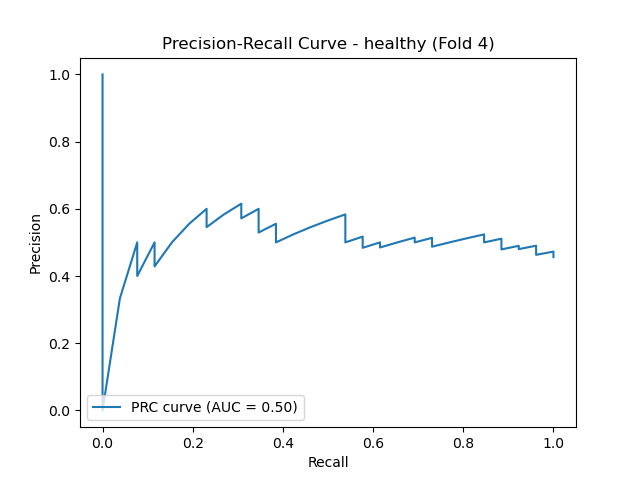 Precision-Recall Curve - healthy (Fold 4)
1.0
0.8
0.6
0.4
0.2
0.0
Precision
PRC curve (AUC = 0.50)
0.0 0.2 0.4 0.6 0.8 1.0
Recall